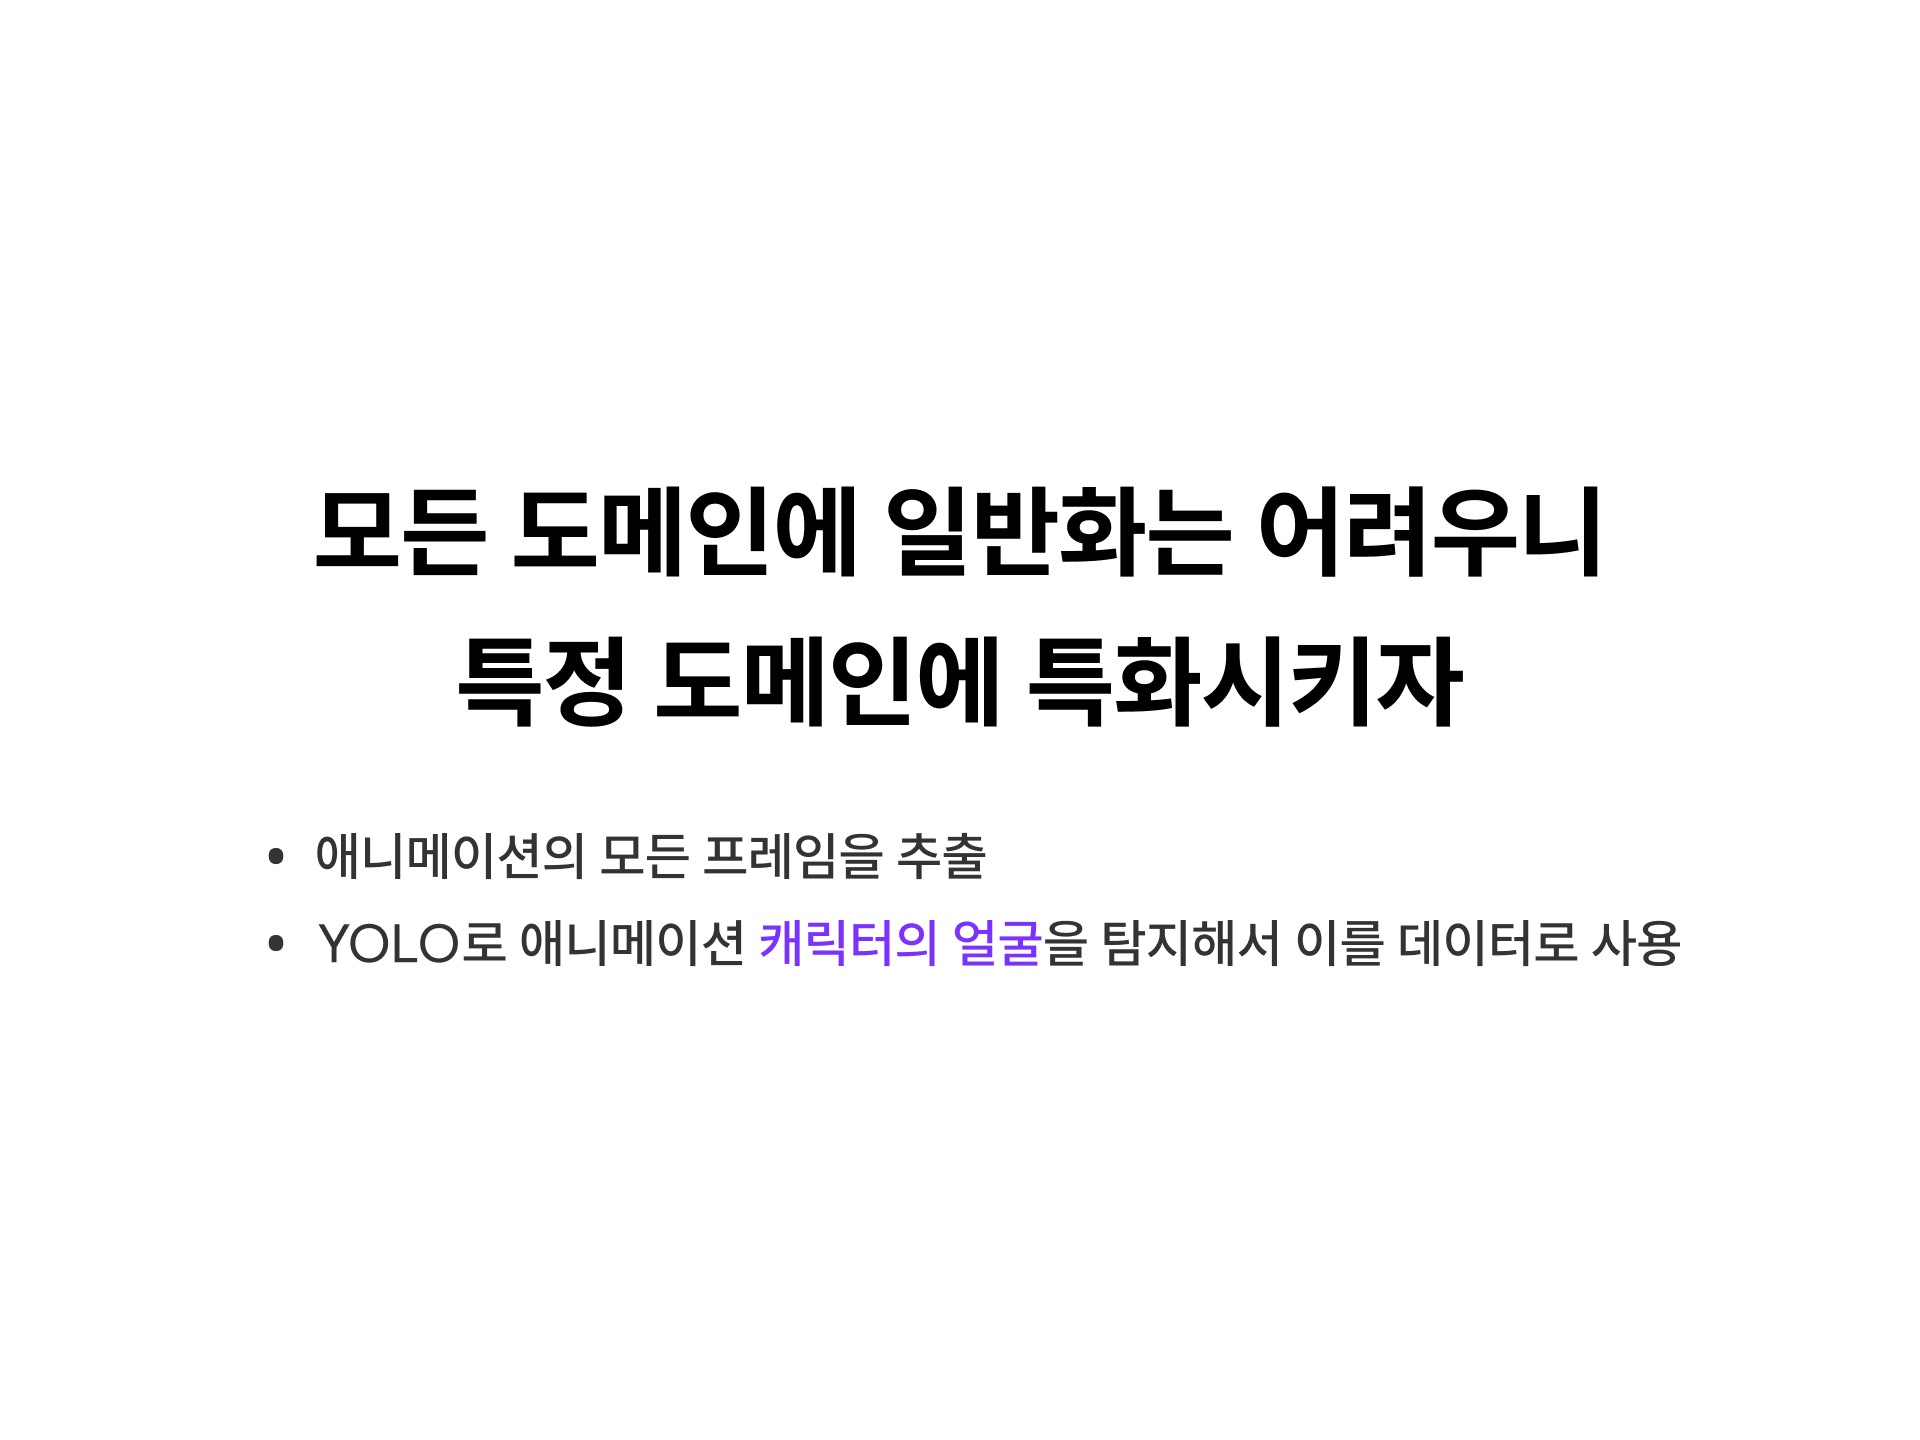 모든 도메인에 일반화는 어려우니
특정 도메인에 특화시키자
• 애니메이션의 모든 프레임을 추출
• YOLO로 애니메이션 캐릭터의 얼굴을 탐지해서 이를 데이터로 사용